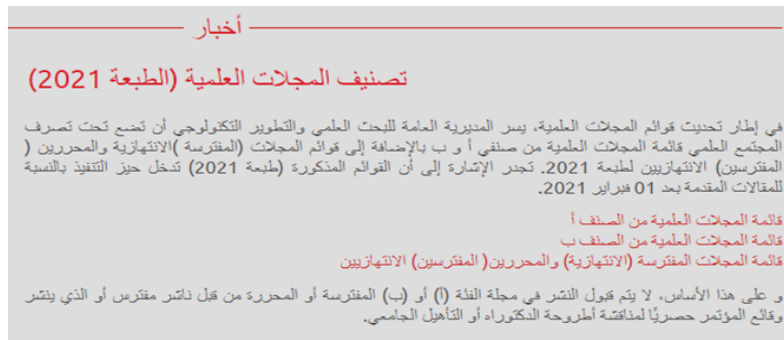 أخبار
تصنيف المجلات العلمية (الطبعة 2021)
في إطار تحديث قوائم المجلات العلمية، يسر المديرية العامة للبحث العلمي والتطوير التكنولوجي أن تضع تحت تصرف
المجتمع العلمي قائمة المجلات العلمية من صنفي أ و ب بالإضافة إلى قوائم المجلات (المفترسة )الانتهازية والمحررين (
المفترسين) الانتهازيين لطبعة 2021. تجدر الإشارة إلى أن القوائم المذكورة (طبعة 2021) تدخل حيز التنفيذ بالنسبة
للمقالات المقدمة بعد 01 فبراير 2021.
قائمة المجلات العلمية من الصنف أ
قائمة المجلات العلمية من الصنف ب
قائمة المجلات المفترسة (الانتهازية) والمحررين( المفترسين) الانتهازيين
و على هذا الأساس، لا يتم قبول النشر في مجلة الفئة (أ) أو (ب) المفترسة أو المحررة من قبل ناشر مفترس أو الذي ينشر
وقائع المؤتمر حصريًا لمناقشة أطروحة الدكتوراه أو التأهيل الجامعي.